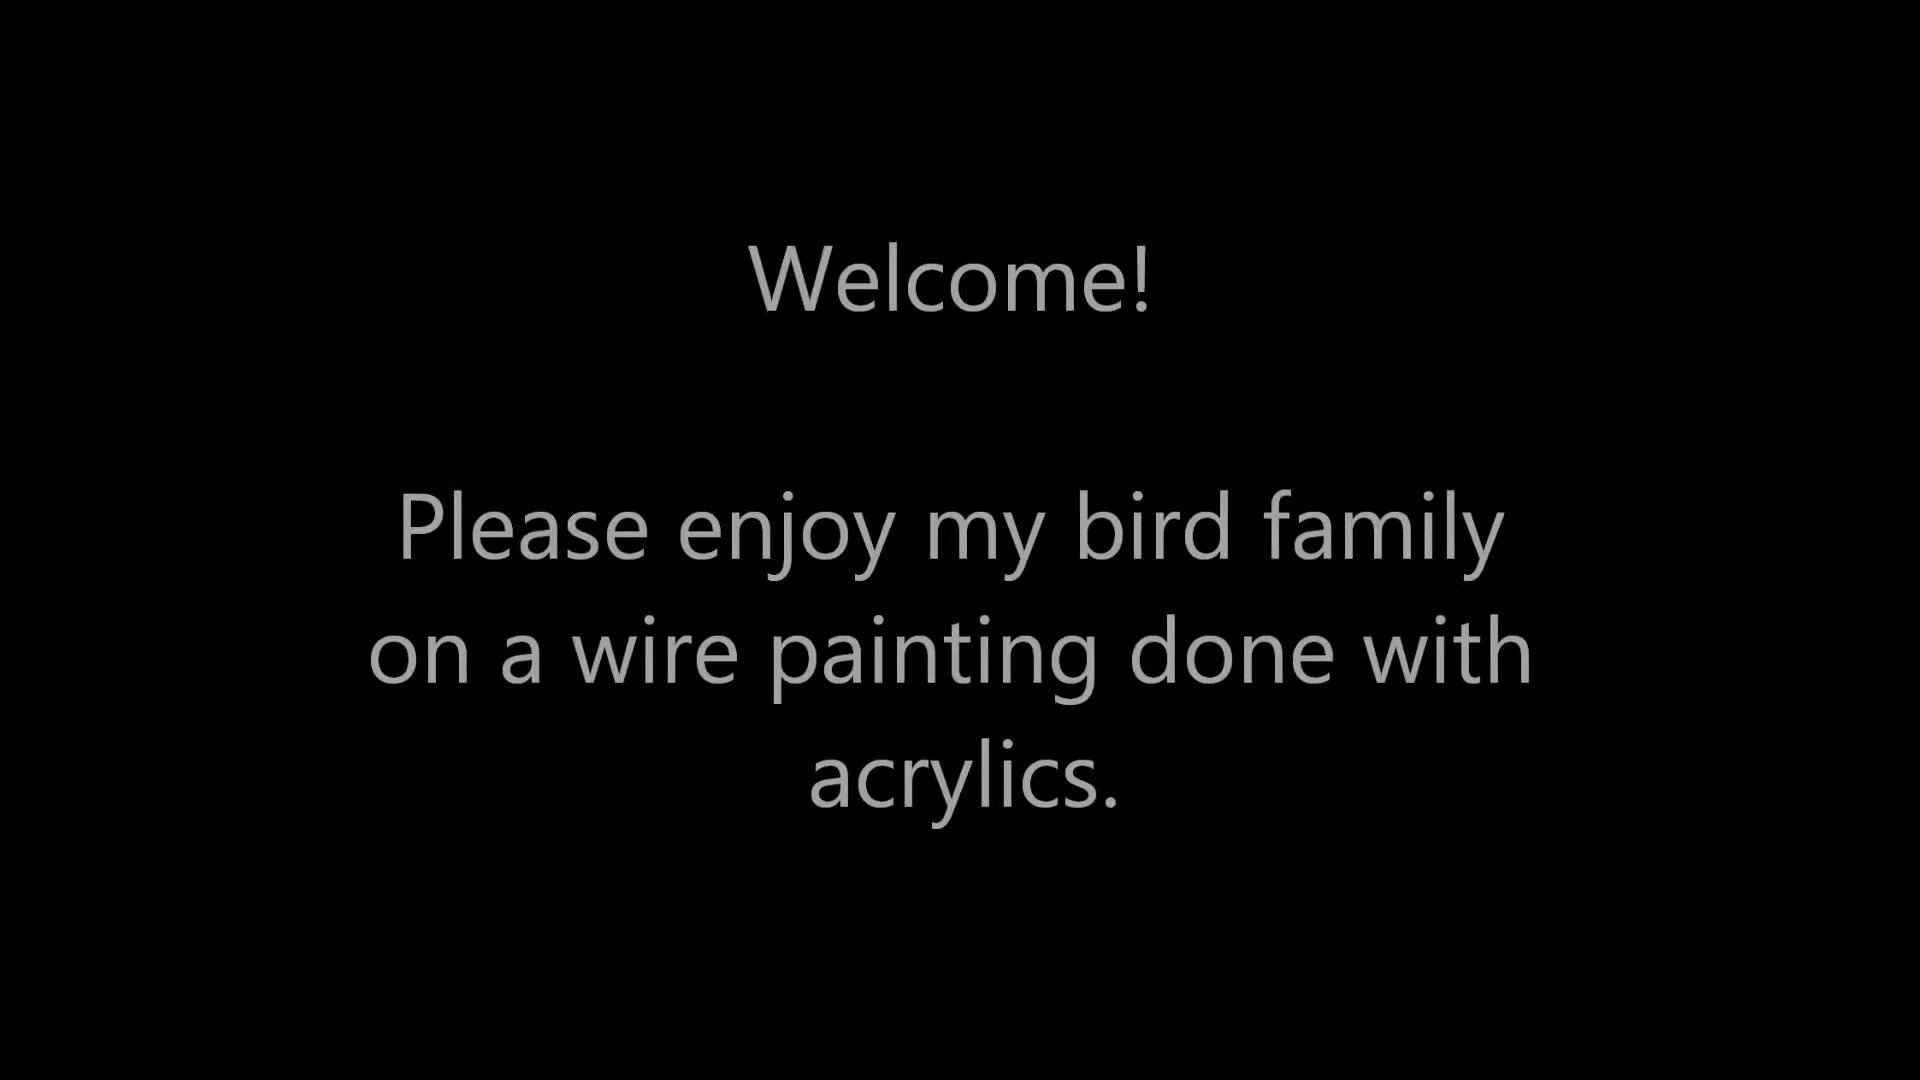 Welcome!
Please enjoy my bird family
on a wire painting done with
acrylics.